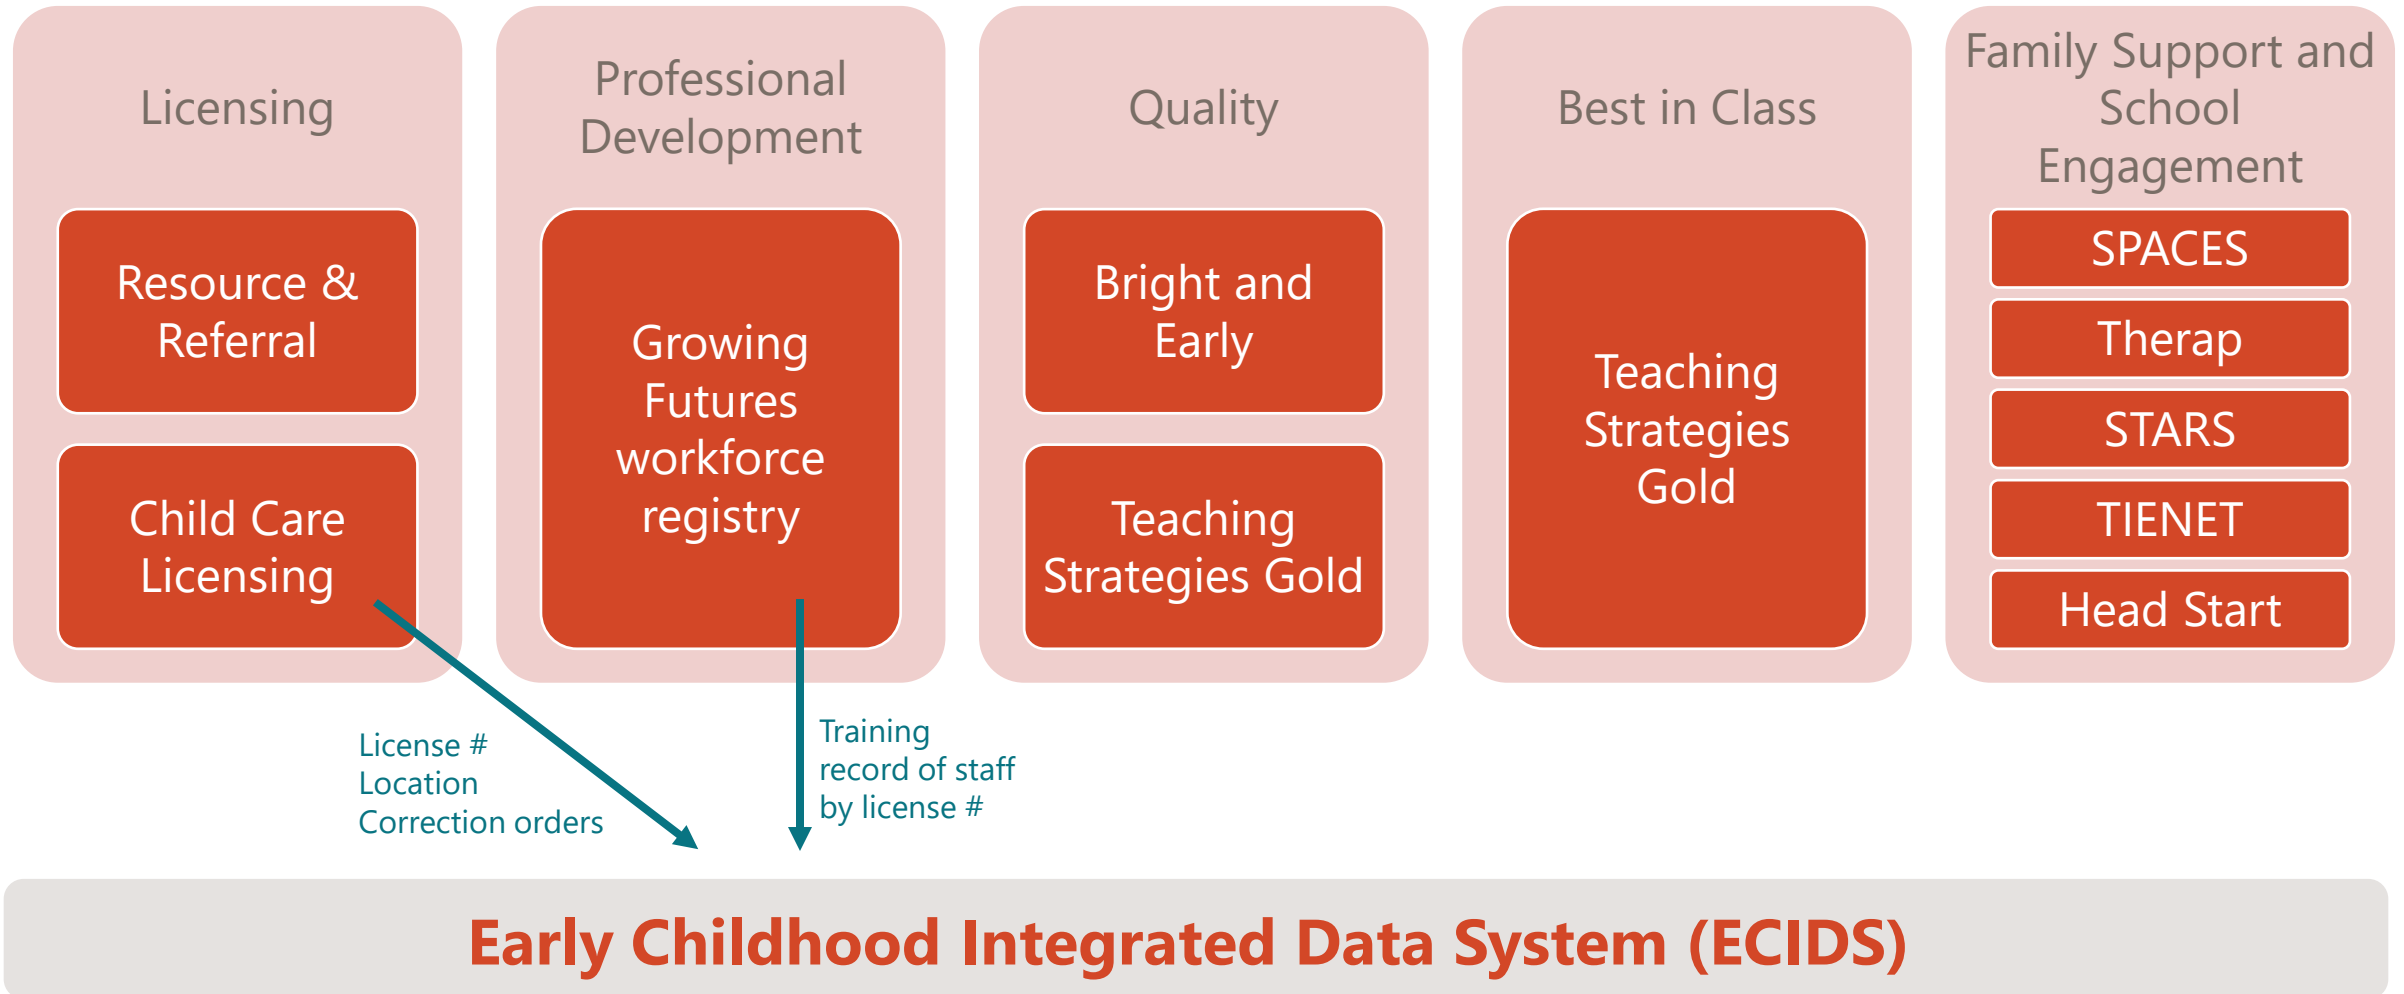 Licensing
Resource &
Referral
Child Care
Licensing
Professional
Development
Growing
Futures
workforce
registry
Quality
Bright and
Early
Teaching
Strategies Gold
Best in Class
Teaching
Strategies
Gold
Family Support and
School
Engagement
SPACES
Therap
STARS
TIENET
Head Start
License #
Location
Correction orders
Training
record of staff
by license #
Early Childhood Integrated Data System (ECIDS)